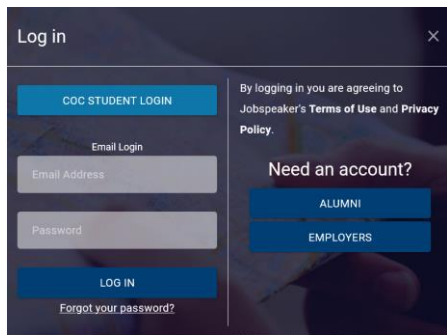 Log in
×
COC STUDENT LOGIN
Email Login
Email Address
Password
LOG IN
Forgot your password?
By logging in you are agreeing to
Jobspeaker's Terms of Use and Privacy
Policy.
Need an account?
ALUMNI
EMPLOYERS